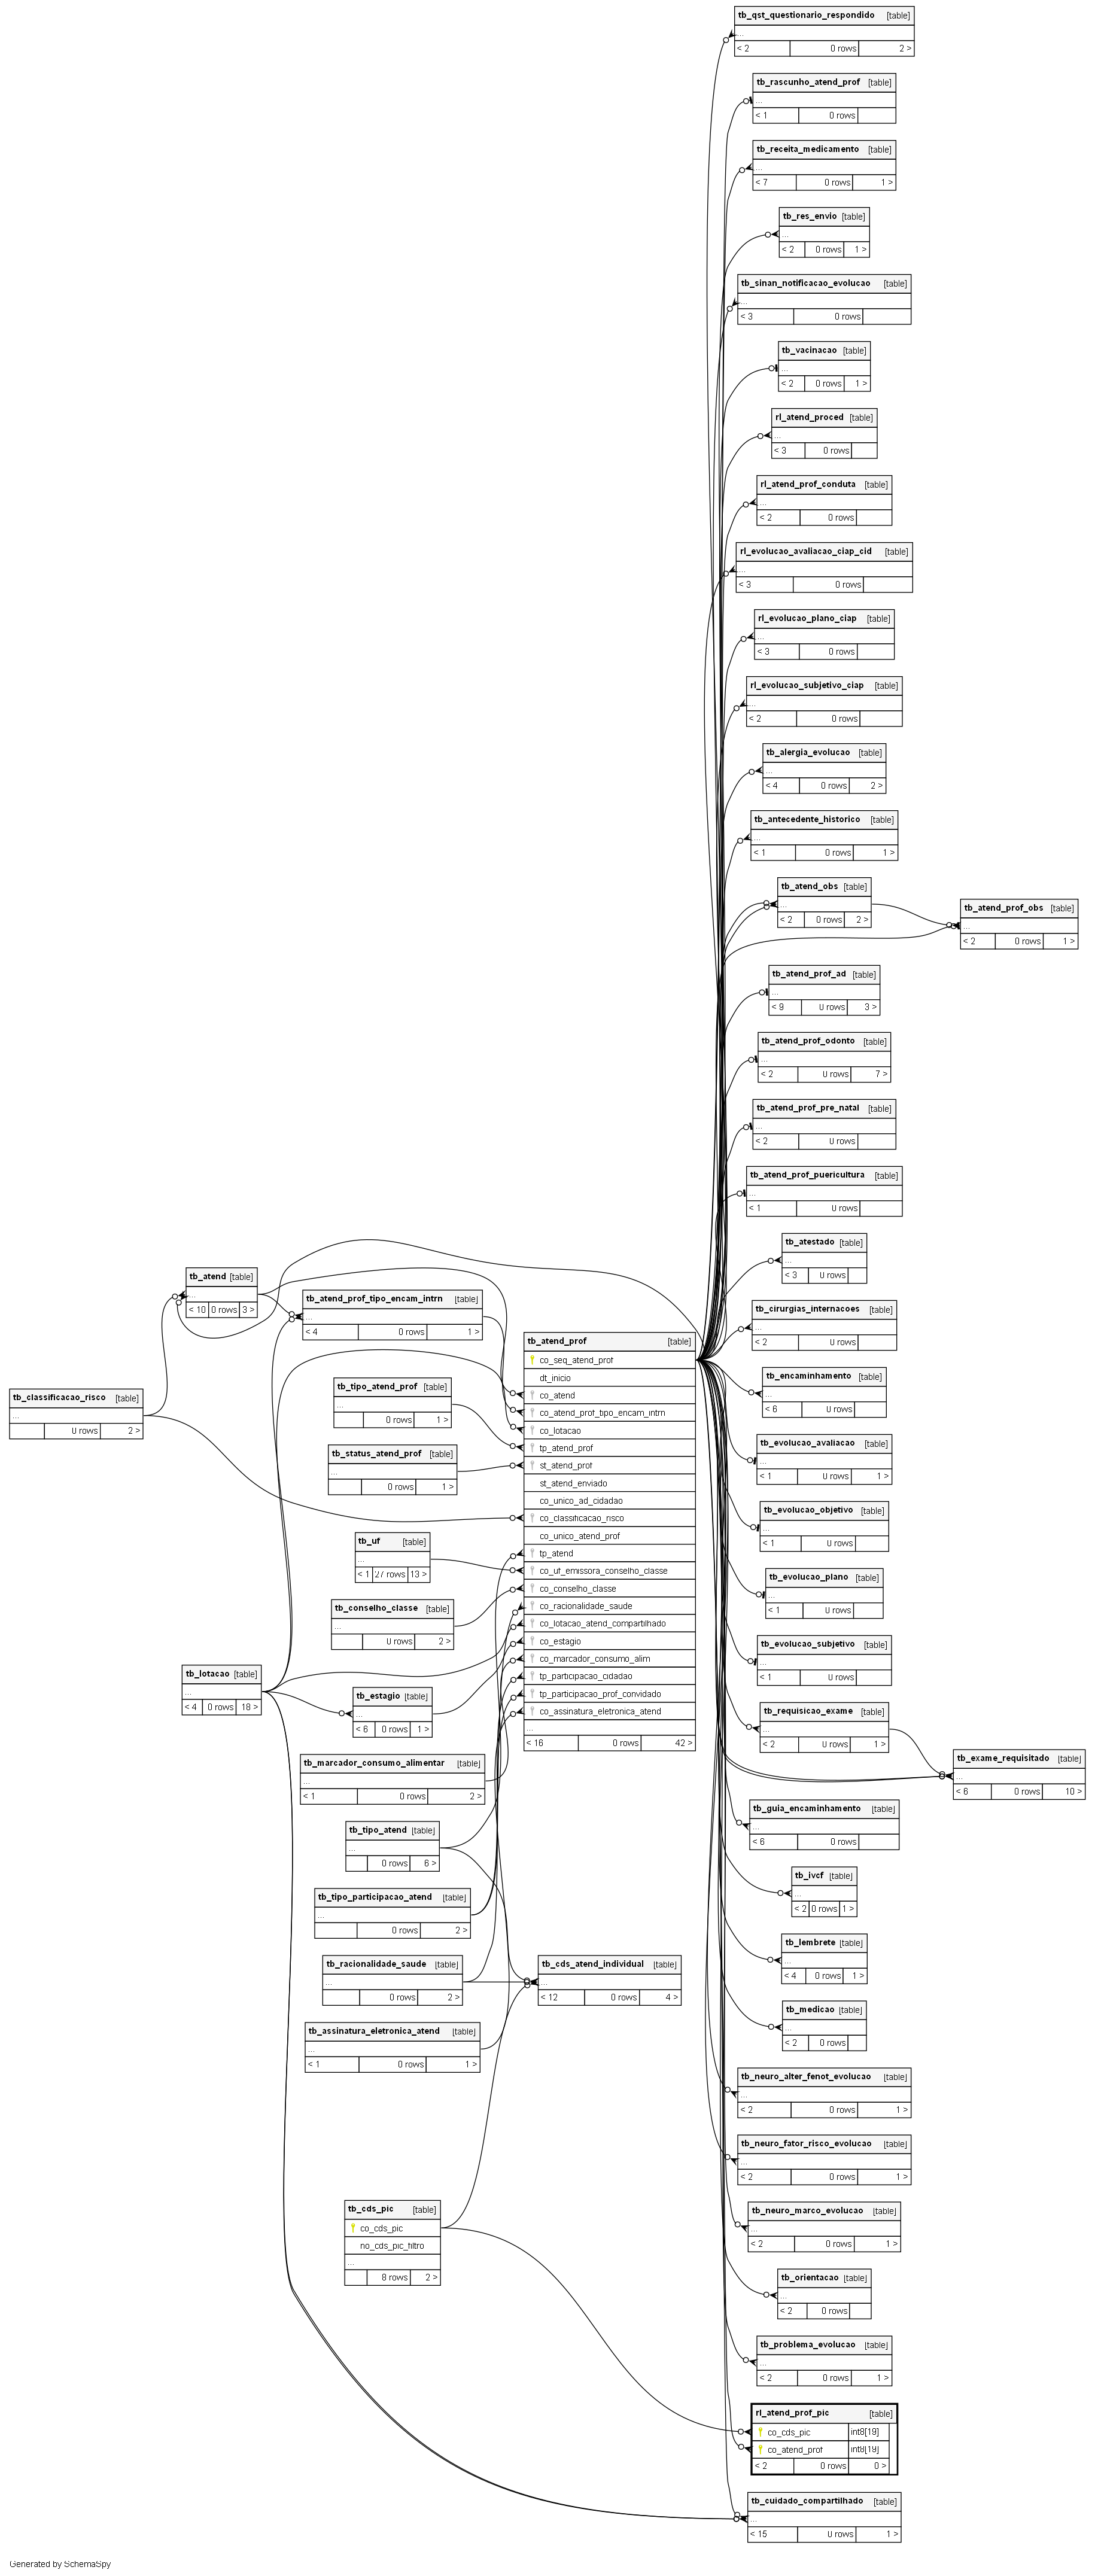 tb_qst_questionario_respondido [table]
...
< 2 0 rows 2 >
tb_rascunho_atend_prof [table]
...
< 1 0 rows
tb_receita_medicamento [table]
...
< 7 0 rows 1 >
tb_res_envio [table]
...
< 2 0 rows 1 >
tb_sinan_notificacao_evolucao [table]
...
< 3 0 rows
tb_vacinacao [table]
...
< 2 0 rows 1 >
rl_atend_proced [table]
...
< 3 0 rows
rl_atend_prof_conduta [table]
...
< 2 0 rows
rl_evolucao_avaliacao_ciap_cid [table]
...
< 3 0 rows
rl_evolucao_plano_ciap [table]
...
< 3 0 rows
rl_evolucao_subjetivo_ciap [table]
...
< 2 0 rows
tb_alergia_evolucao [table]
...
< 4 0 rows 2 >
tb_antecedente_historico [table]
...
< 1 0 rows 1 >
tb_atend_obs [table]
...
< 2 0 rows 2 >
tb_atend_prof_obs [table]
...
< 2 0 rows 1 >
tb_atend_prof_ad [table]
...
< 9 0 rows 3 >
tb_atend_prof_odonto [table]
...
< 2 0 rows 7 >
tb_atend_prof_pre_natal [table]
...
< 2 0 rows
tb_atend_prof_puericultura [table]
...
< 1 0 rows
tb_atestado [table]
...
< 3 0 rows
tb_atend [table]
...
< 10 0 rows 3 >
tb_atend_prof_tipo_encam_intrn [table]
...
< 4 0 rows 1 >
tb_cirurgias_internacoes [table]
...
< 2 0 rows
tb_classificacao_risco [table]
...
0 rows 2 >
tb_tipo_atend_prof [table]
...
0 rows 1 >
tb_status_atend_prof [table]
...
0 rows 1 >
tb_uf [table]
...
< 1 27 rows 13 >
tb_conselho_classe [table]
...
0 rows 2 >
tb_lotacao [table]
...
< 4 0 rows 18 >
tb_estagio [table]
...
< 6 0 rows 1 >
tb_marcador_consumo_alimentar [table]
...
< 1 0 rows 2 >
tb_tipo_atend [table]
...
0 rows 6 >
tb_tipo_participacao_atend [table]
...
0 rows 2 >
tb_racionalidade_saude [table]
...
0 rows 2 >
tb_assinatura_eletronica_atend [table]
...
< 1 0 rows 1 >
tb_cds_pic [table]
co_cds_pic
no_cds_pic_filtro
...
8 rows 2 >
tb_atend_prof [table]
co_seq_atend_prof
dt_inicio
co_atend
co_atend_prof_tipo_encam_intrn
co_lotacao
tp_atend_prof
st_atend_prof
st_atend_enviado
co_unico_ad_cidadao
co_classificacao_risco
co_unico_atend_prof
tp_atend
co_uf_emissora_conselho_classe
co_conselho_classe
co_racionalidade_saude
co_lotacao_atend_compartilhado
co_estagio
co_marcador_consumo_alim
tp_participacao_cidadao
tp_participacao_prof_convidado
co_assinatura_eletronica_atend
...
< 16 0 rows 42 >
tb_cds_atend_individual [table]
...
< 12 0 rows 4 >
tb_encaminhamento [table]
...
< 6 0 rows
tb_evolucao_avaliacao [table]
...
< 1 0 rows 1 >
tb_evolucao_objetivo [table]
...
< 1 0 rows
tb_evolucao_plano [table]
...
< 1 0 rows
tb_evolucao_subjetivo [table]
...
< 1 0 rows
tb_requisicao_exame [table]
...
< 2 0 rows 1 >
tb_exame_requisitado [table]
...
< 6 0 rows 10 >
tb_guia_encaminhamento [table]
...
< 6 0 rows
tb_ivcf [table]
...
< 2 0 rows 1 >
tb_lembrete [table]
...
< 4 0 rows 1 >
tb_medicao [table]
...
< 2 0 rows
tb_neuro_alter_fenot_evolucao [table]
...
< 2 0 rows 1 >
tb_neuro_fator_risco_evolucao [table]
...
< 2 0 rows 1 >
tb_neuro_marco_evolucao [table]
...
< 2 0 rows 1 >
tb_orientacao [table]
...
< 2 0 rows
tb_problema_evolucao [table]
...
< 2 0 rows 1 >
rl_atend_prof_pic [table]
co_cds_pic int8[19]
co_atend_prof int8[19]
< 2 0 rows 0 >
tb_cuidado_compartilhado [table]
...
< 15 0 rows 1 >
Generated by SchemaSpy